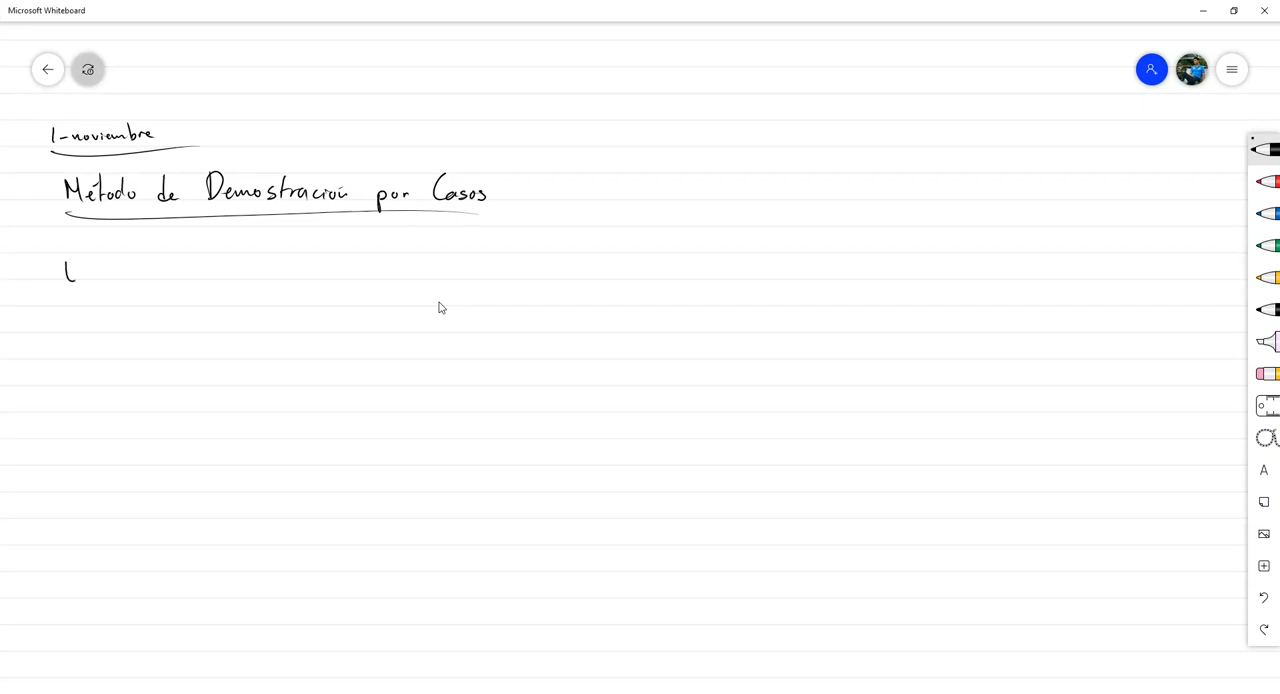 Microsoft Whiteboard
1-noviembre
Método de Demostración por Casos
A